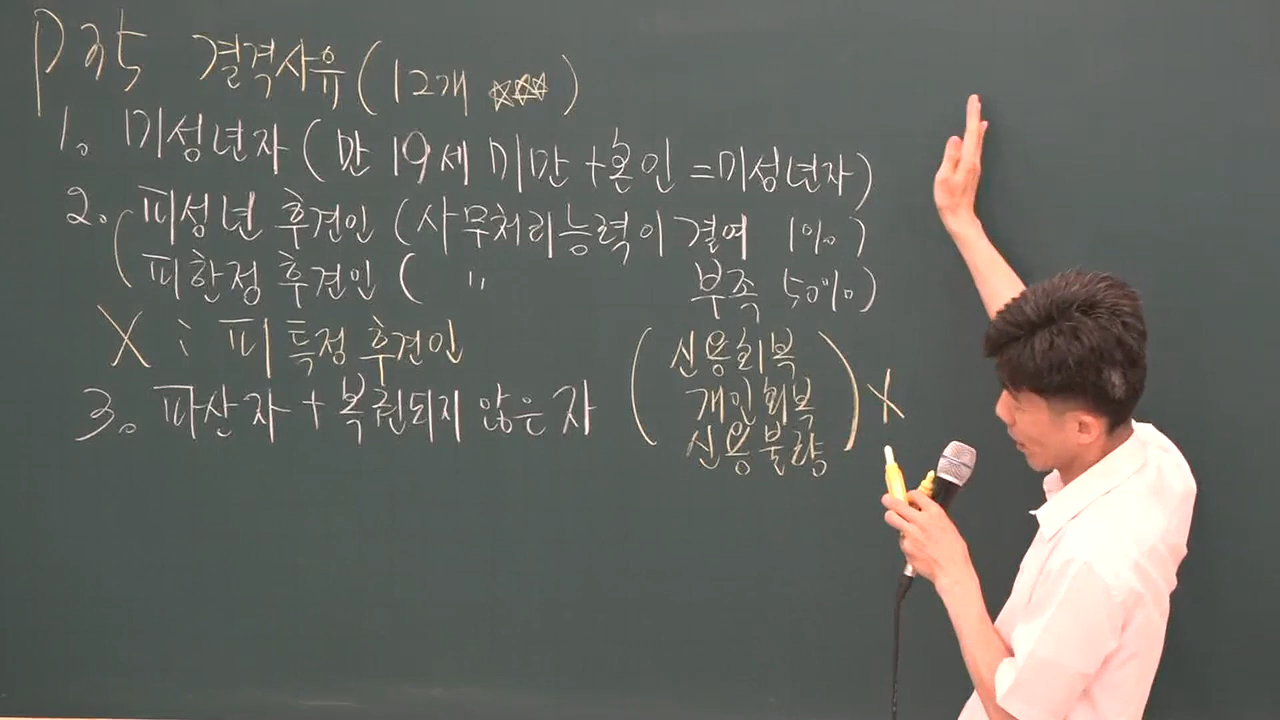 P 35 결격사유 (12개 ☆☆☆)
1. 미성년자 (만 19세 미만 + 혼인 = 미성년자)
2. 피성년 후견인 (사무처리능력이 결여 1%)
피한정 후견인 ( " 부족 50%)
X : 피특정 후견인
3. 파산자 + 복권되지 않은 자 (신용회복
개인회복
신용불량) X